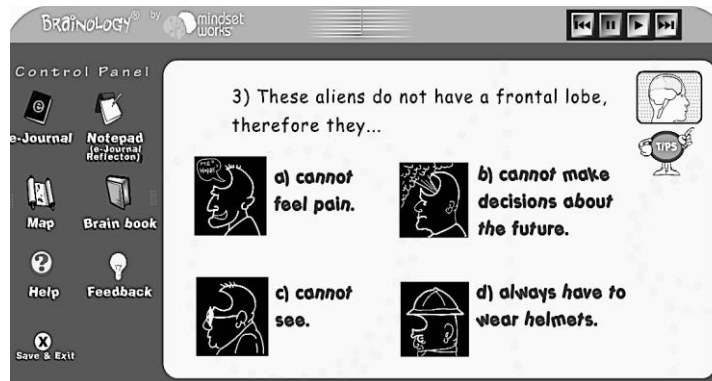 BRaiNoLOGY® by mindset works®
Control Panel
e-Journal
Notepad
(e-Journal Reflecton)
Map
Brain book
Help
Feedback
Save & Exit
3) These aliens do not have a frontal lobe,
therefore they...
TIPS
a) cannot
feel pain.
b) cannot make
decisions about
the future.
c) cannot
see.
d) always have to
wear helmets.